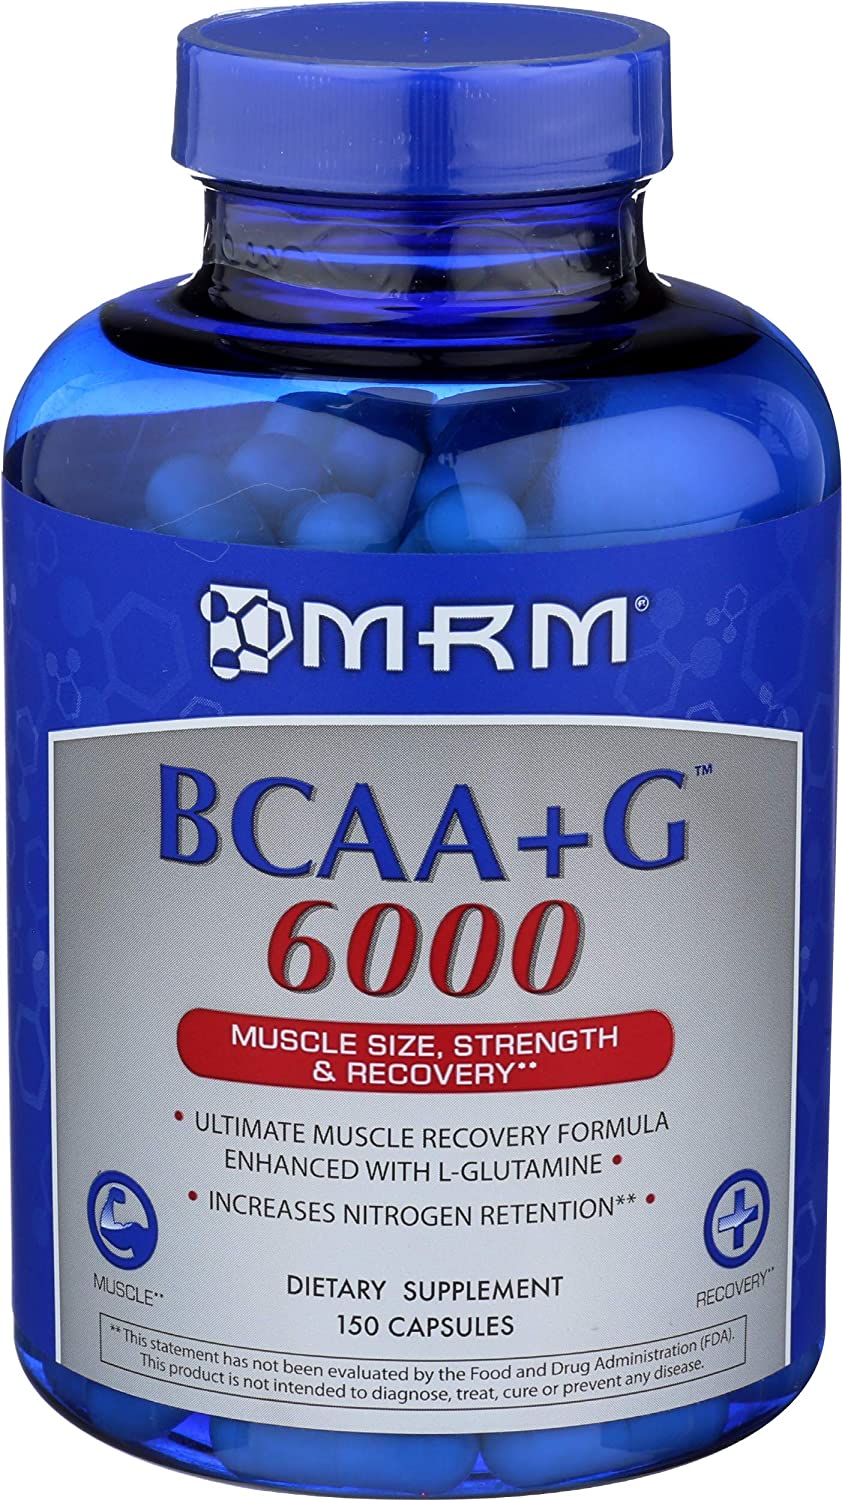 MRM®
BCAA+G™
6000
MUSCLE SIZE, STRENGTH
& RECOVERY**
• ULTIMATE MUSCLE RECOVERY FORMULA
ENHANCED WITH L-GLUTAMINE •
• INCREASES NITROGEN RETENTION** •
MUSCLE**
RECOVERY**
DIETARY SUPPLEMENT
150 CAPSULES
**This statement has not been evaluated by the Food and Drug Administration (FDA).
This product is not intended to diagnose, treat, cure or prevent any disease.